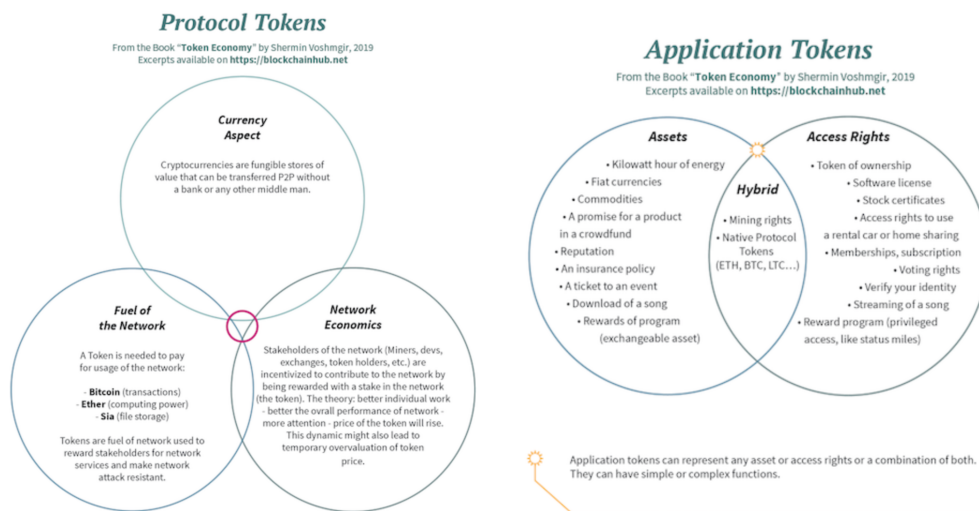 Protocol Tokens
From the Book “Token Economy” by Shermin Voshmgir, 2019
Excerpts available on https://blockchainhub.net
Currency
Aspect
Cryptocurrencies are fungible stores of
value that can be transferred P2P without
a bank or any other middle man.
Fuel of
the Network
A Token is needed to pay
for usage of the network:
- Bitcoin (transactions)
- Ether (computing power)
- Sia (file storage)
Tokens are fuel of network used to
reward stakeholders for network
services and make network
attack resistant.
Network
Economics
Stakeholders of the network (Miners, devs,
exchanges, token holders, etc.) are
incentivized to contribute to the network by
being rewarded with a stake in the network
(the token). The theory: better individual work
- better the ovrall performance of network -
more attention - price of the token will rise.
This dynamic might also lead to
temporary overvaluation of token
price.
Application Tokens
From the Book “Token Economy” by Shermin Voshmgir, 2019
Excerpts available on https://blockchainhub.net
Assets
• Kilowatt hour of energy
• Fiat currencies
• Commodities
• A promise for a product
in a crowdfund
• Reputation
• An insurance policy
• A ticket to an event
• Download of a song
• Rewards of program
(exchangeable asset)
Hybrid
• Mining rights
• Native Protocol
Tokens
(ETH, BTC, LTC...)
Access Rights
• Token of ownership
• Software license
• Stock certificates
• Access rights to use
a rental car or home sharing
• Memberships, subscription
• Voting rights
• Verify your identity
• Streaming of a song
• Reward program (privileged
access, like status miles)
Application tokens can represent any asset or access rights or a combination of both.
They can have simple or complex functions.